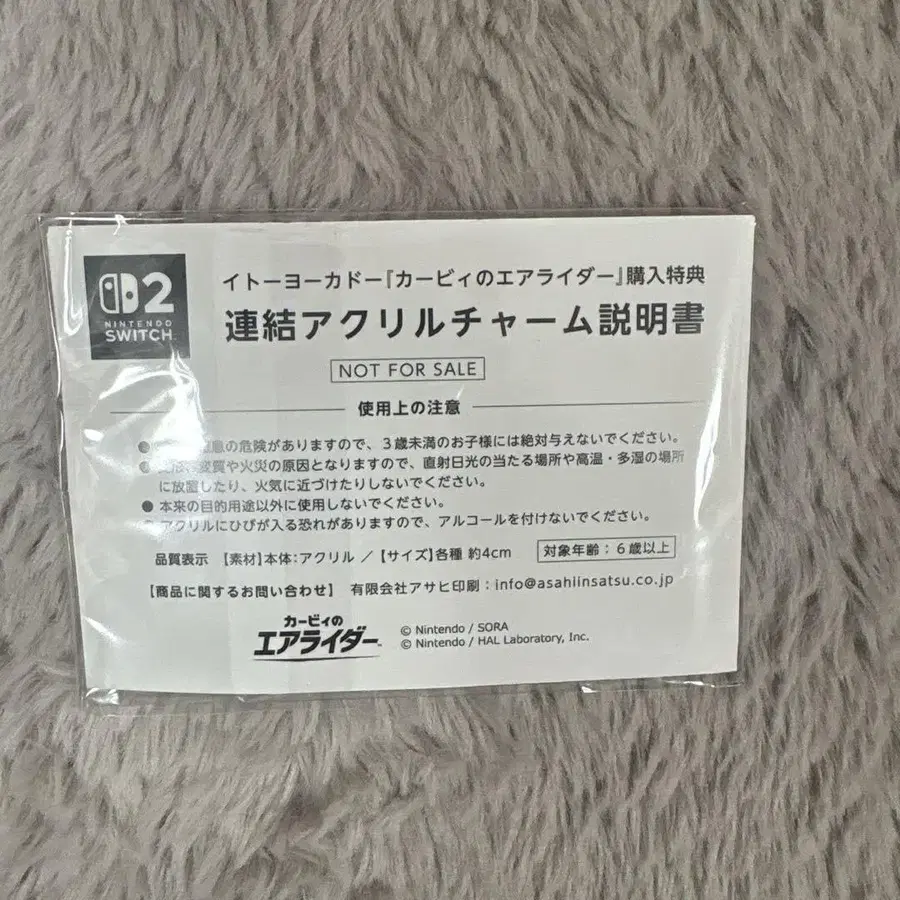 2
NINTENDO
SWITCH
イトーヨーカドー『カービィのエアライダー』購入特典
連結アクリルチャーム説明書
NOT FOR SALE
使用上の注意
の危険がありますので、3歳未満のお子様には絶対与えないでください。
変質や火災の原因となりますので、直射日光の当たる場所や高温・多湿の場所
に放置したり、火気に近づけたりしないでください。
● 本来の目的用途以外に使用しないでください。
● アクリルにひびが入る恐れがありますので、アルコールを付けないでください。
品質表示 【素材】本体:アクリル / 【サイズ】各種 約4cm 対象年齢:6歳以上
【商品に関するお問い合わせ】 有限会社アサヒ印刷:info@asahiinsatsu.co.jp
カービィの
エアライダー™
© Nintendo / SORA
© Nintendo / HAL Laboratory, Inc.